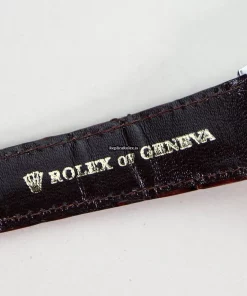 ROLEX OF GENEVA